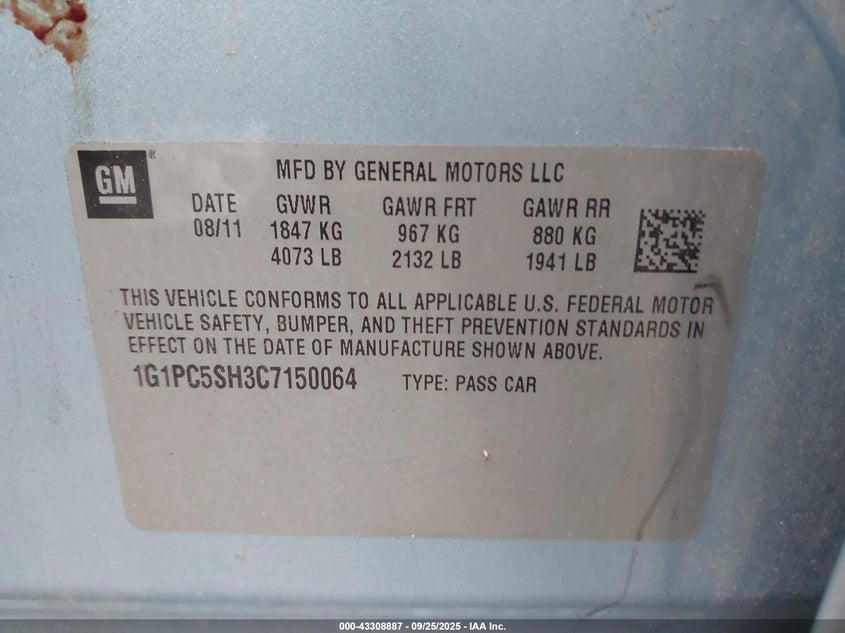 GM ® MFD BY GENERAL MOTORS LLC
DATE GVWR GAWR FRT GAWR RR
08/11 1847 KG 967 KG 880 KG
4073 LB 2132 LB 1941 LB
THIS VEHICLE CONFORMS TO ALL APPLICABLE U.S. FEDERAL MOTOR
VEHICLE SAFETY, BUMPER, AND THEFT PREVENTION STANDARDS IN
EFFECT ON THE DATE OF MANUFACTURE SHOWN ABOVE.
1G1PC5SH3C7150064 TYPE: PASS CAR
000-43308887 - 09/25/2025 - IAA Inc.